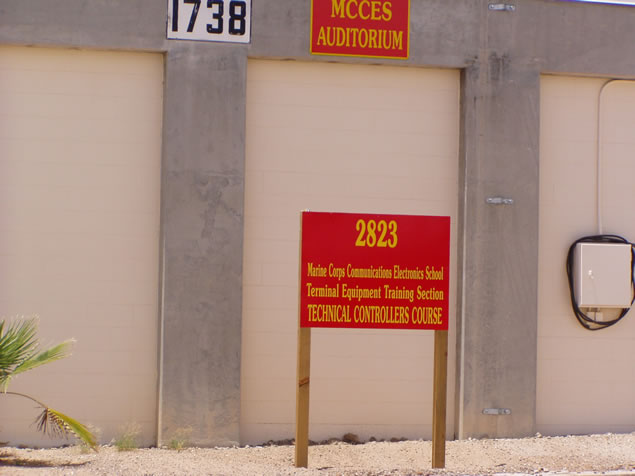 1738
MCCES
AUDITORIUM
2823
Marine Corps Communications Electronics School
Terminal Equipment Training Section
TECHNICAL CONTROLLERS COURSE